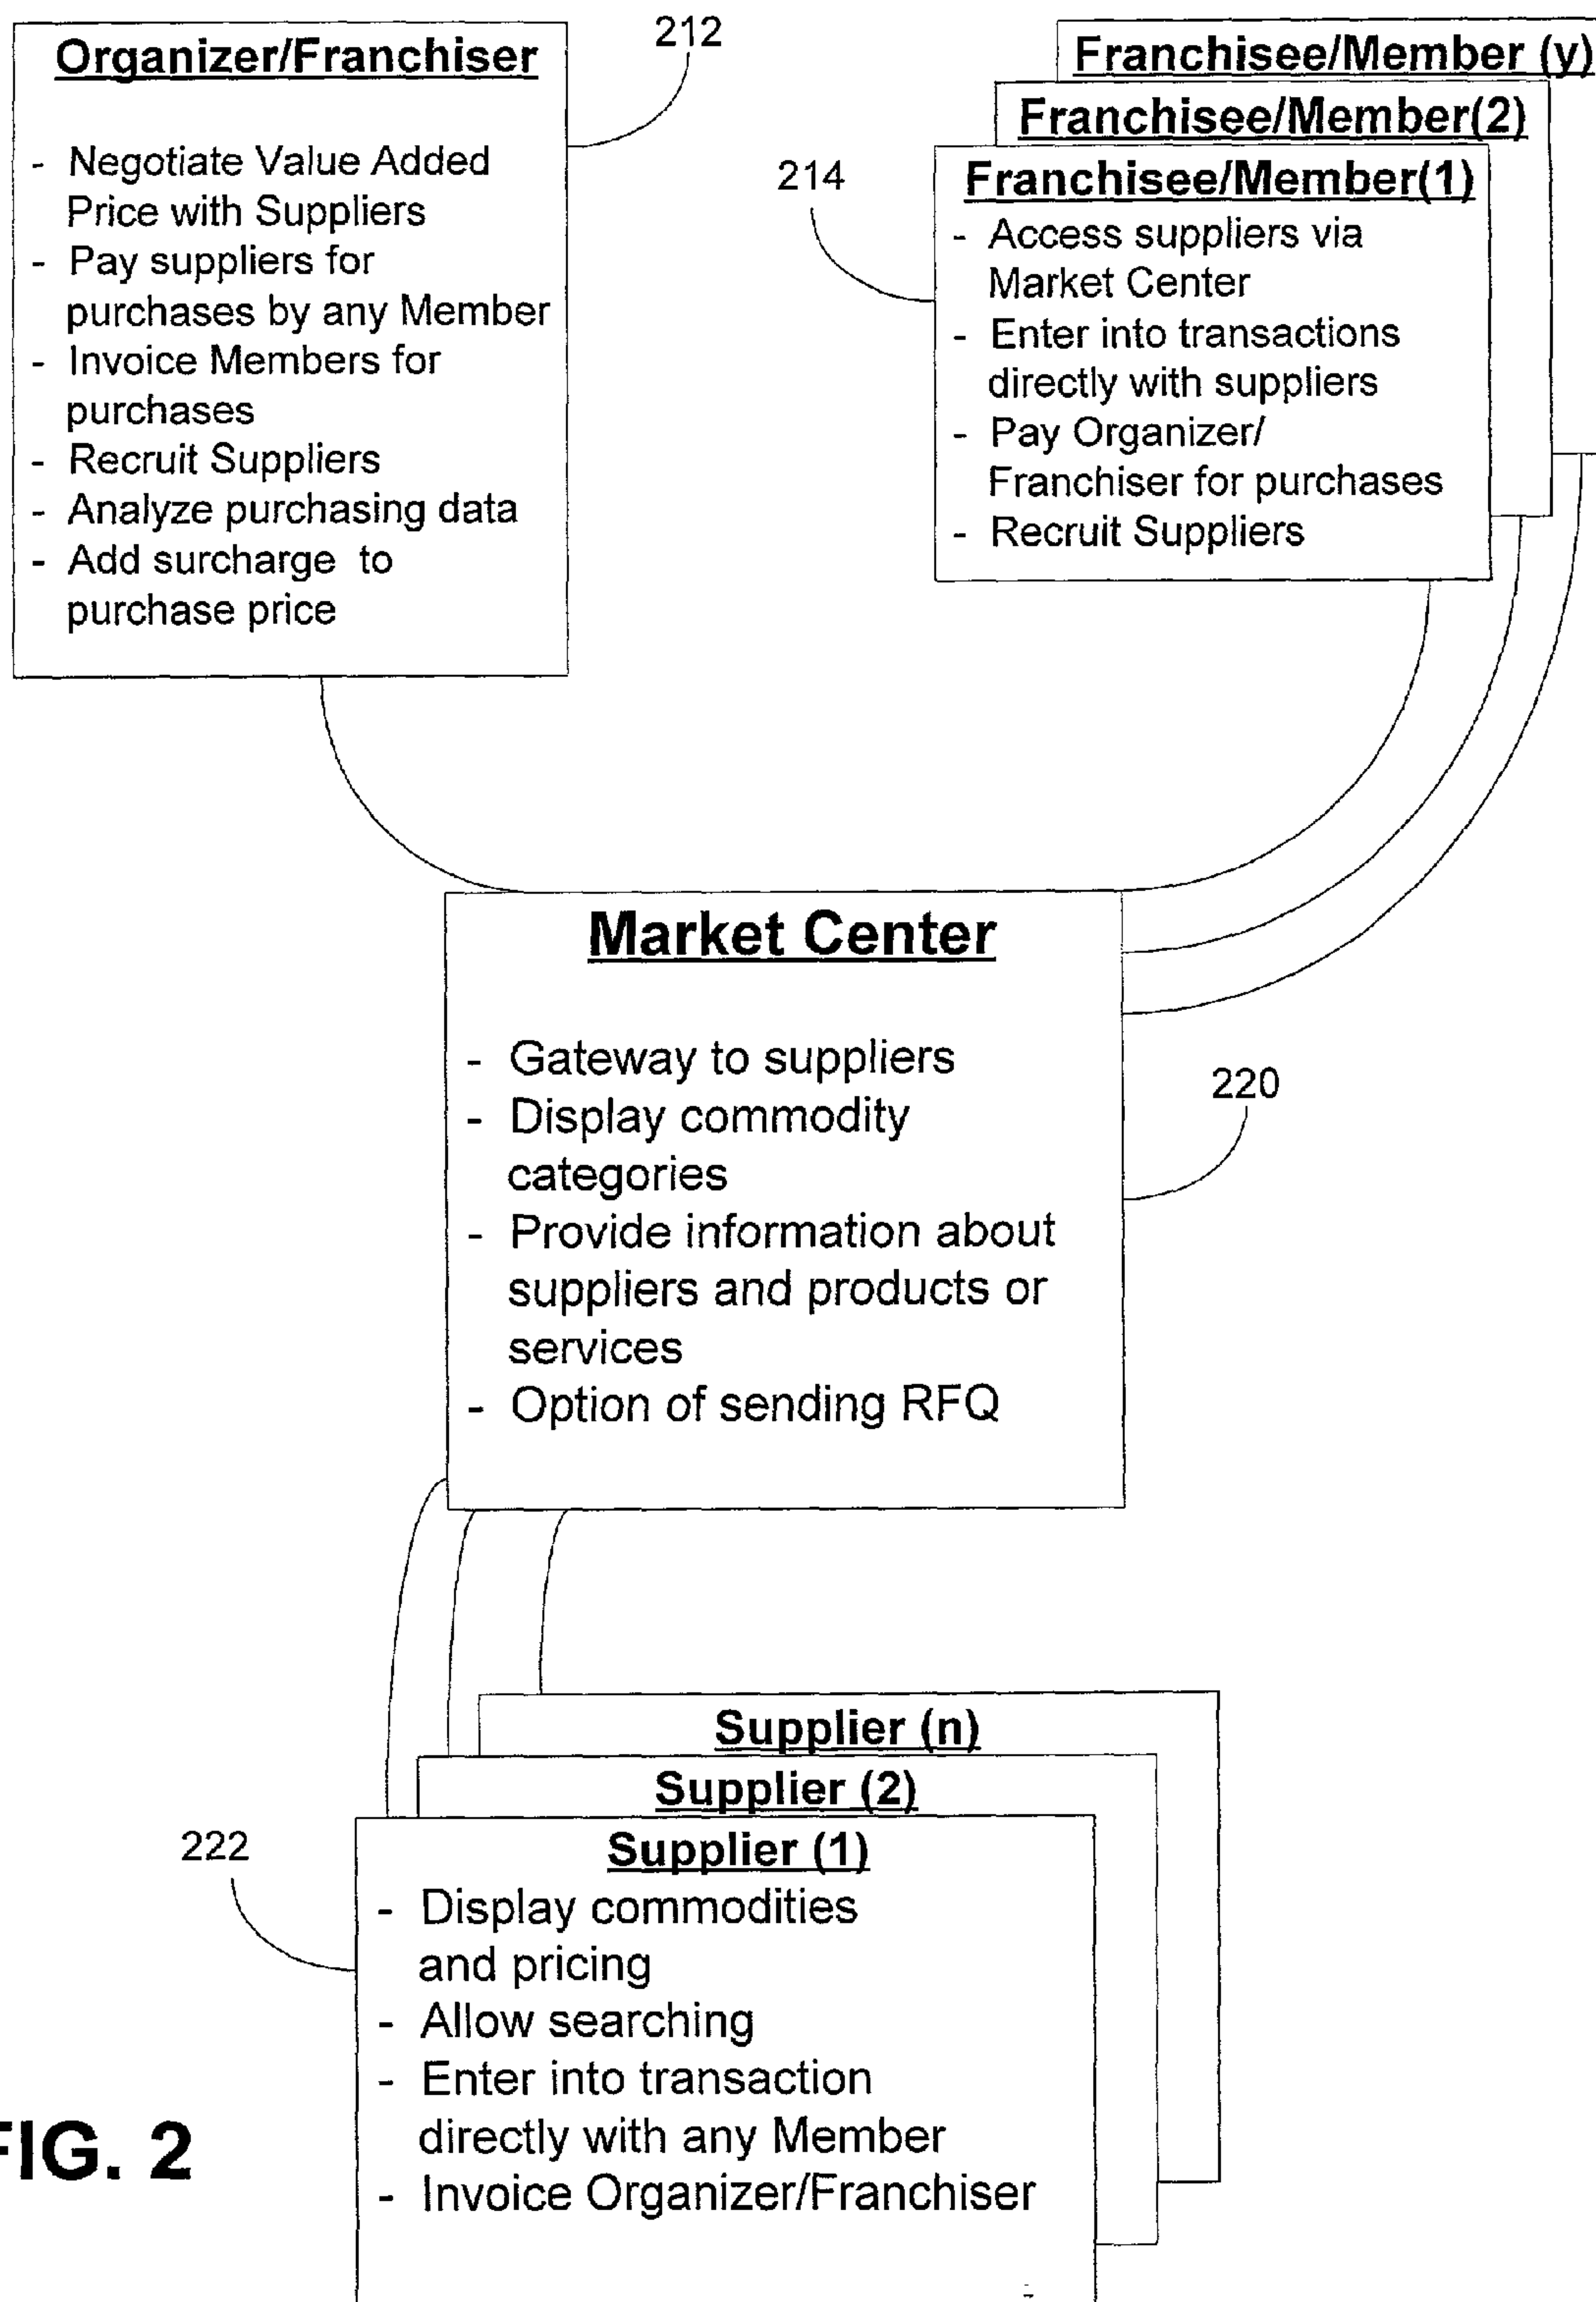 Organizer/Franchiser
- Negotiate Value Added
Price with Suppliers
- Pay suppliers for
purchases by any Member
- Invoice Members for
purchases
- Recruit Suppliers
- Analyze purchasing data
- Add surcharge to
purchase price
212
Franchisee/Member (y)
Franchisee/Member(2)
214
Franchisee/Member(1)
- Access suppliers via
Market Center
- Enter into transactions
directly with suppliers
- Pay Organizer/
Franchiser for purchases
- Recruit Suppliers
Market Center
- Gateway to suppliers
- Display commodity
categories
- Provide information about
suppliers and products or
services
- Option of sending RFQ
220
Supplier (n)
Supplier (2)
222
Supplier (1)
- Display commodities
and pricing
- Allow searching
- Enter into transaction
directly with any Member
- Invoice Organizer/Franchiser
FIG. 2